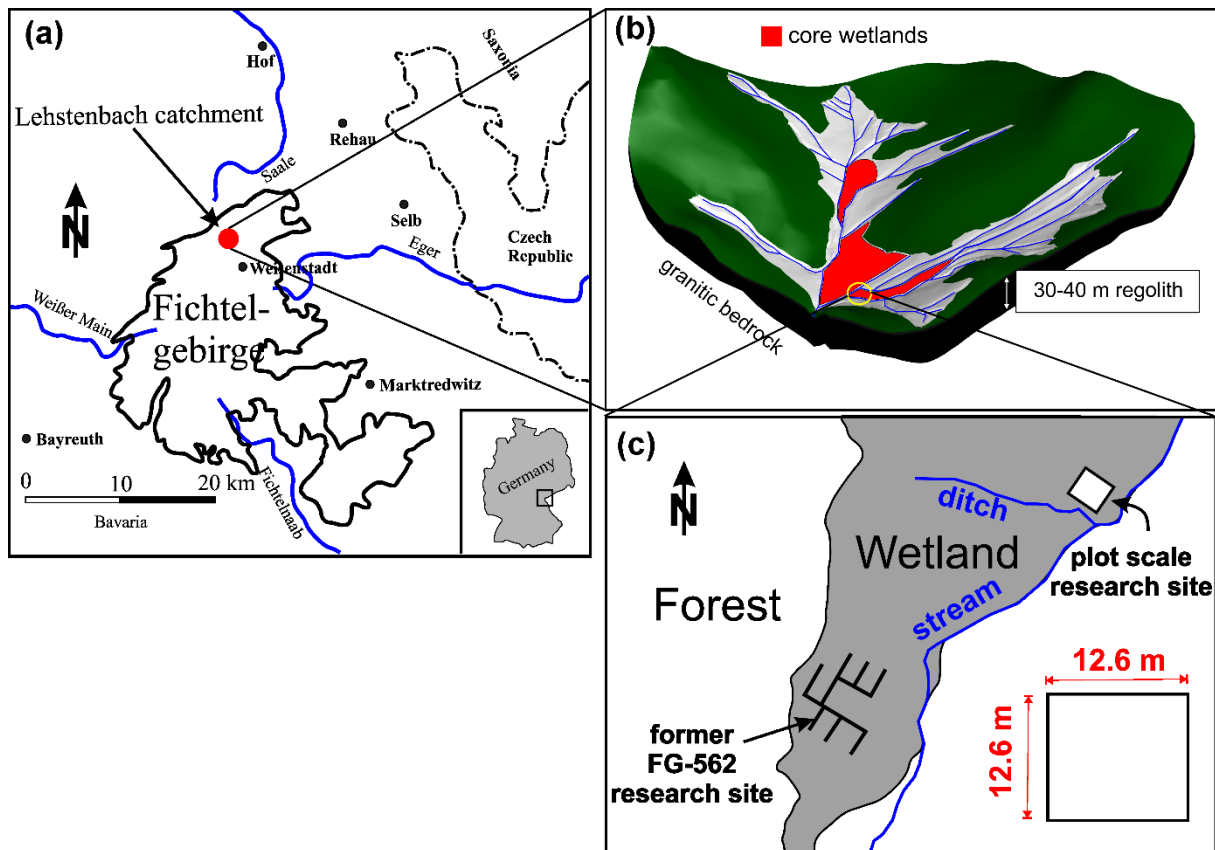 (a)
Hof
Saxonia
Lehstenbach catchment
Rehau
Saale
N
Selb
Czech
Republic
Eger
Weißer Main
Fichtel-
gebirge
Marktredwitz
Bayreuth
0 10 20 km
Bavaria
Fichtelnaab
Germany
(b)
core wetlands
granitic bedrock
30-40 m regolith
(c)
N
ditch
Wetland
plot scale
research site
Forest
stream
12.6 m
12.6 m
former
FG-562
research site